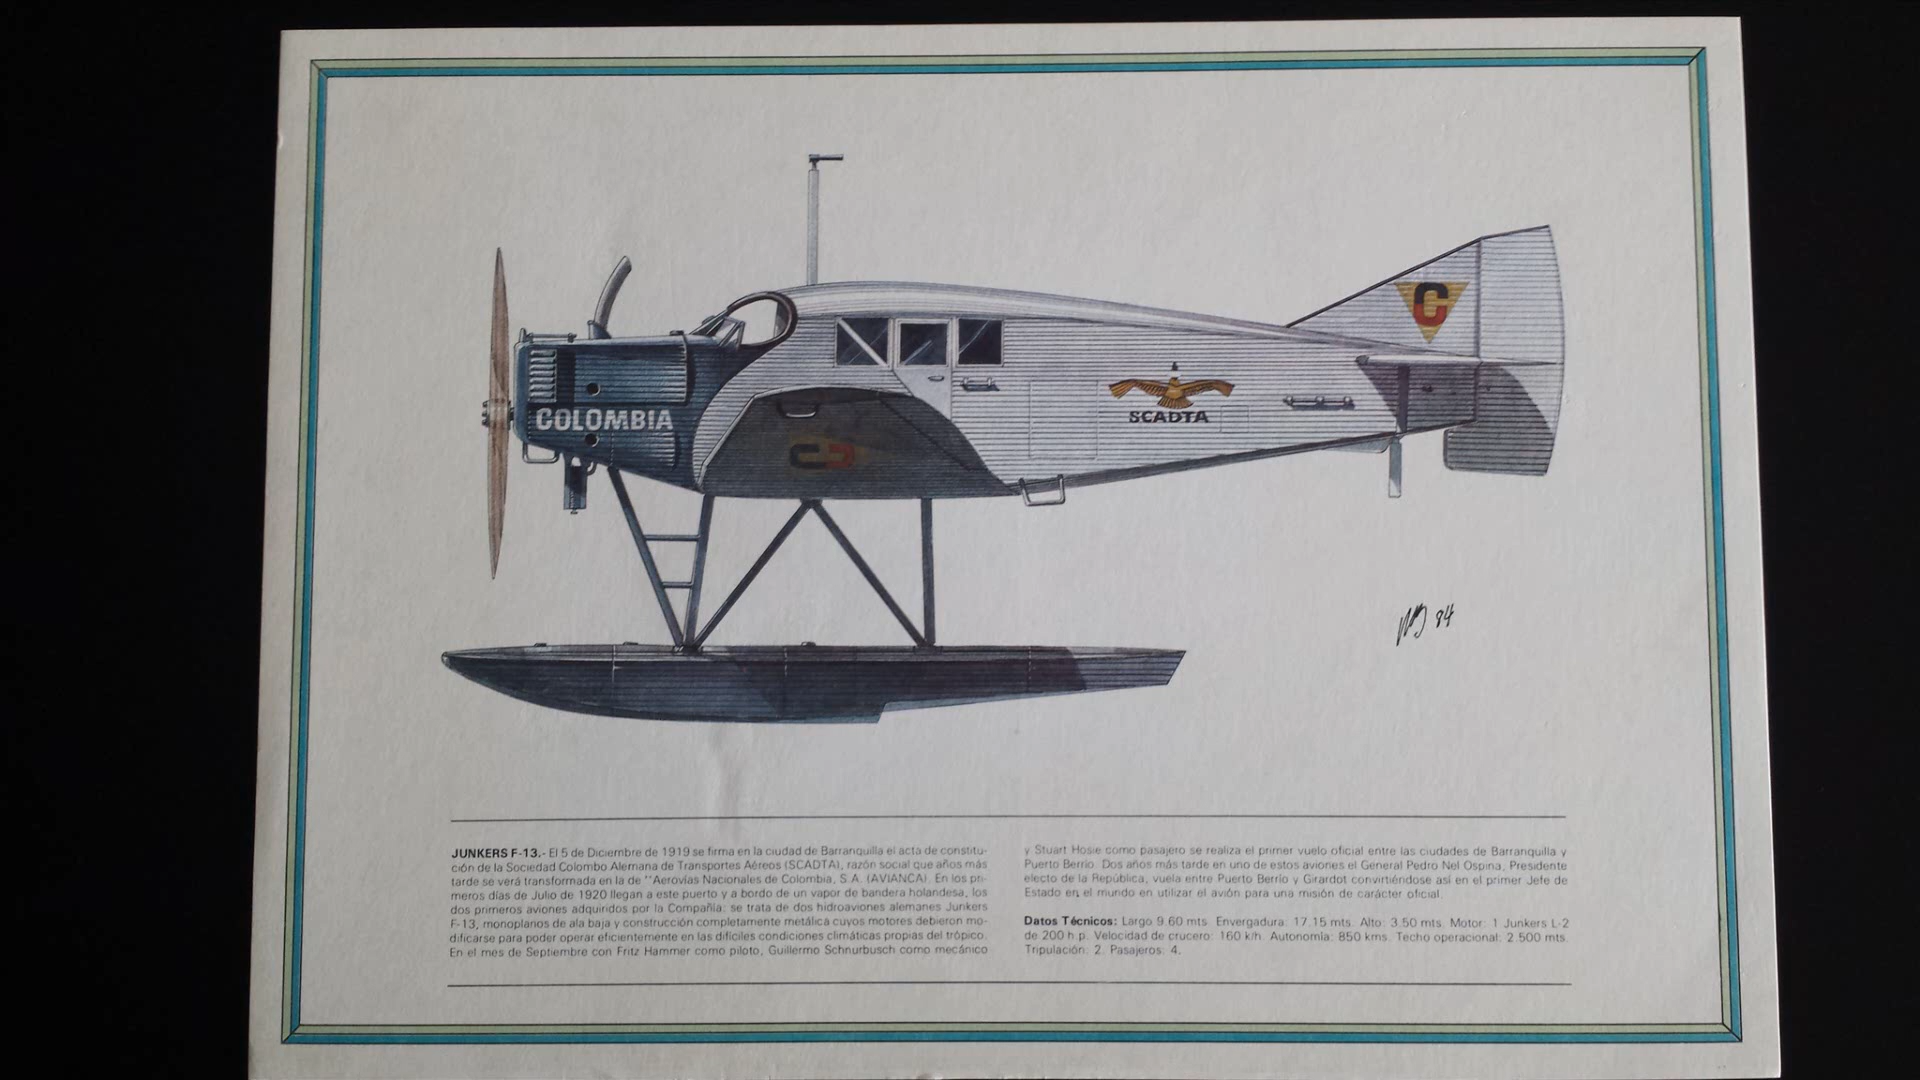 C
COLOMBIA
SCADTA
C
84
JUNKERS F-13.- El 5 de Diciembre de 1919 se firma en la ciudad de Barranquilla el acta de constitu-
ción de la Sociedad Colombo Alemana de Transportes Aéreos (SCADTA), razón social que años más
tarde se verá transformada en la de "Aerovías Nacionales de Colombia, S.A. (AVIANCA). En los pri-
meros días de Julio de 1920 llegan a este puerto y a bordo de un vapor de bandera holandesa, los
dos primeros aviones adquiridos por la Compañía: se trata de dos hidroaviones alemanes Junkers
F-13, monoplanos de ala baja y construcción completamente metálica cuyos motores debieron mo-
dificarse para poder operar eficientemente en las difíciles condiciones climáticas propias del trópico.
En el mes de Septiembre con Fritz Hammer como piloto, Guillermo Schnurbusch como mecánico
y Stuart Hosie como pasajero se realiza el primer vuelo oficial entre las ciudades de Barranquilla y
Puerto Berrío. Dos años más tarde en uno de estos aviones el General Pedro Nel Ospina, Presidente
electo de la República, vuela entre Puerto Berrío y Girardot convirtiéndose así en el primer Jefe de
Estado en el mundo en utilizar el avión para una misión de carácter oficial.
Datos Técnicos: Largo 9.60 mts. Envergadura: 17.15 mts. Alto: 3.50 mts. Motor: 1 Junkers L-2
de 200 h.p. Velocidad de crucero: 160 k/h. Autonomía: 850 kms. Techo operacional: 2.500 mts.
Tripulación: 2. Pasajeros: 4.